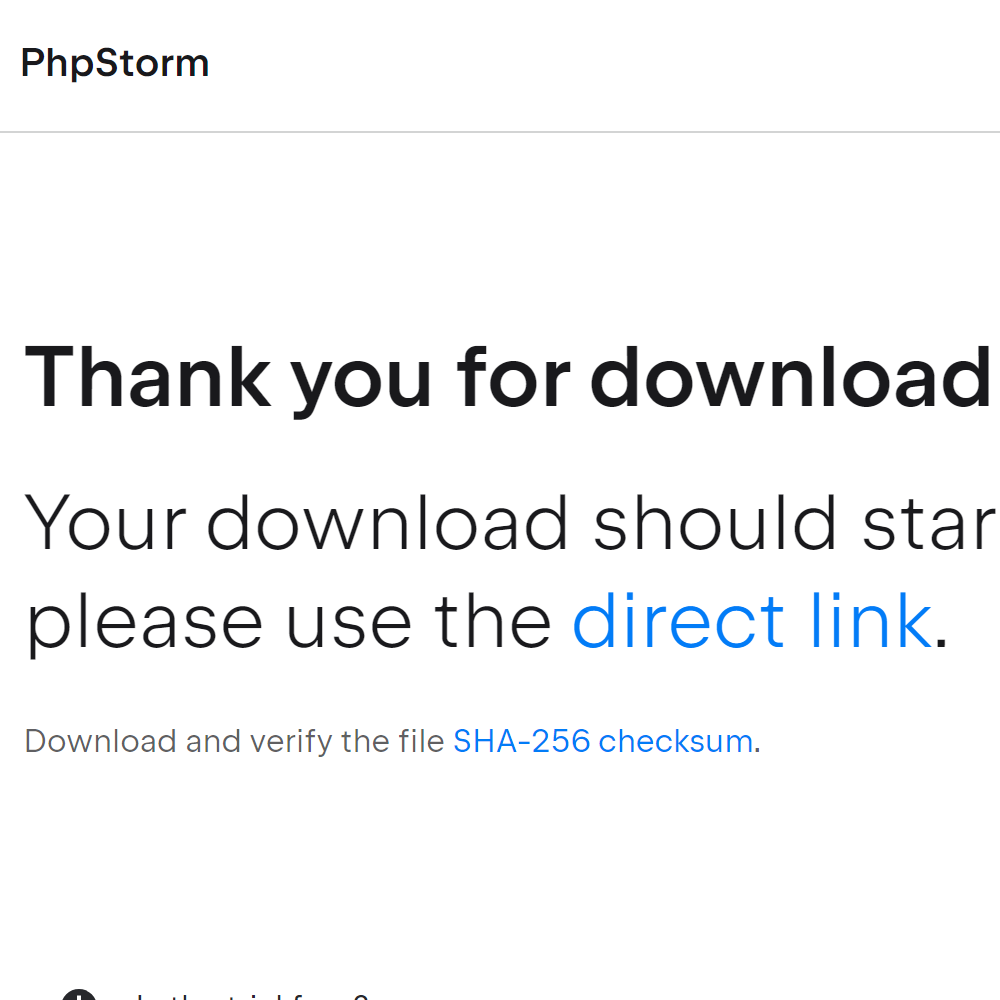 PhpStorm
Thank you for download
Your download should star
please use the direct link.
Download and verify the file SHA-256 checksum.